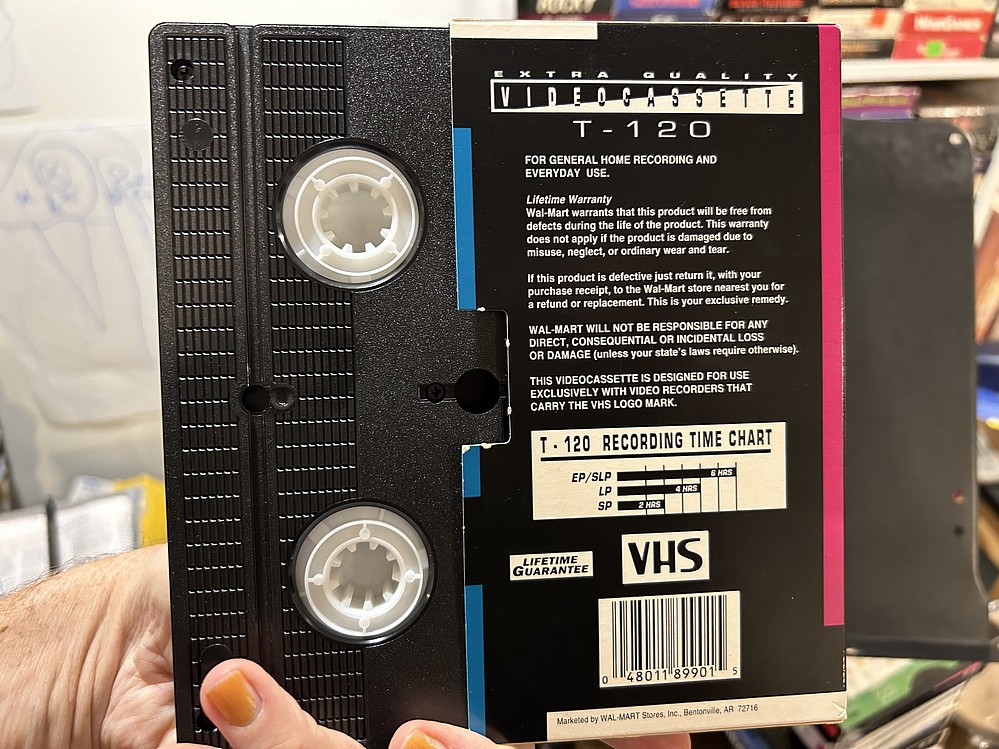 EXTRA QUALITY
VIDEOCASSETTE
T-120
FOR GENERAL HOME RECORDING AND
EVERYDAY USE.
Lifetime Warranty
Wal-Mart warrants that this product will be free from
defects during the life of the product. This warranty
does not apply if the product is damaged due to
misuse, neglect, or ordinary wear and tear.
If this product is defective just return it, with your
purchase receipt, to the Wal-Mart store nearest you for
a refund or replacement. This is your exclusive remedy.
WAL-MART WILL NOT BE RESPONSIBLE FOR ANY
DIRECT, CONSEQUENTIAL OR INCIDENTAL LOSS
OR DAMAGE (unless your state's laws require otherwise).
THIS VIDEOCASSETTE IS DESIGNED FOR USE
EXCLUSIVELY WITH VIDEO RECORDERS THAT
CARRY THE VHS LOGO MARK.
T - 120 RECORDING TIME CHART
EP/SLP 6 HRS
LP 4 HRS
SP 2 HRS
LIFETIME
GUARANTEE
VHS
0 48011 89901 5
Marketed by WAL-MART Stores, Inc., Bentonville, AR 72716
ROCKY
WarGames